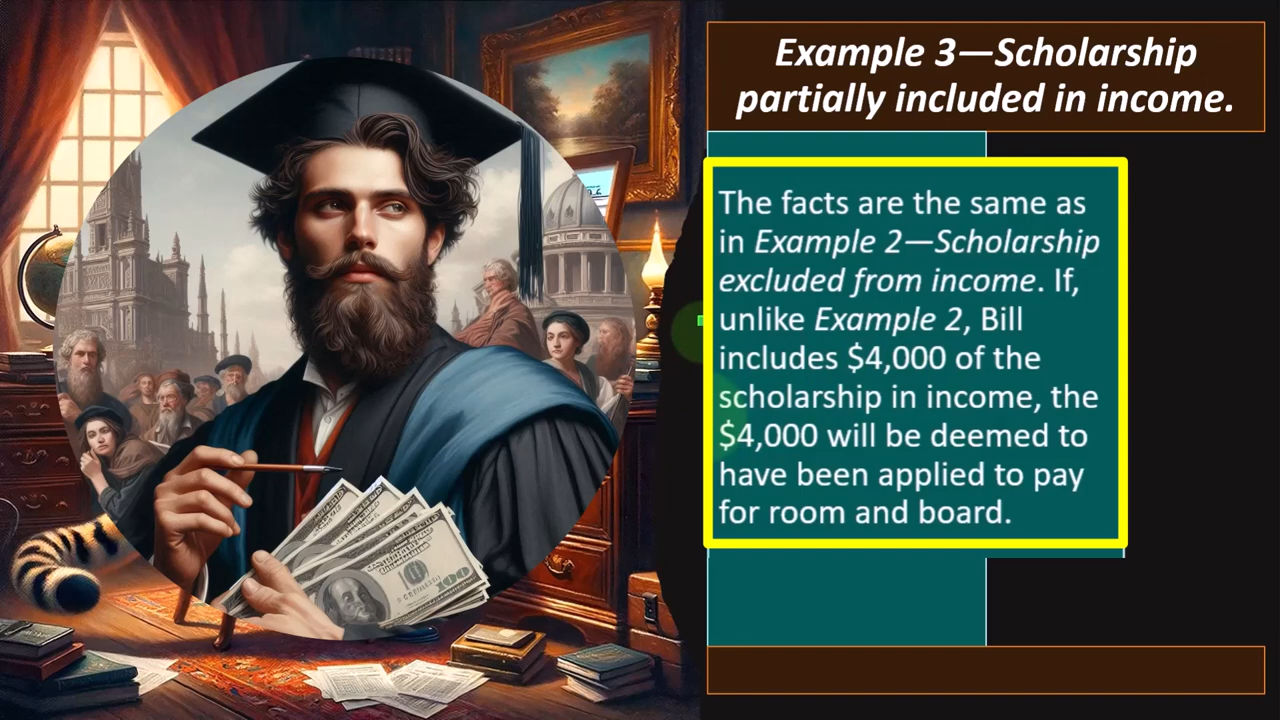 Example 3—Scholarship
partially included in income.
The facts are the same as
in Example 2—Scholarship
excluded from income. If,
unlike Example 2, Bill
includes $4,000 of the
scholarship in income, the
$4,000 will be deemed to
have been applied to pay
for room and board.
100